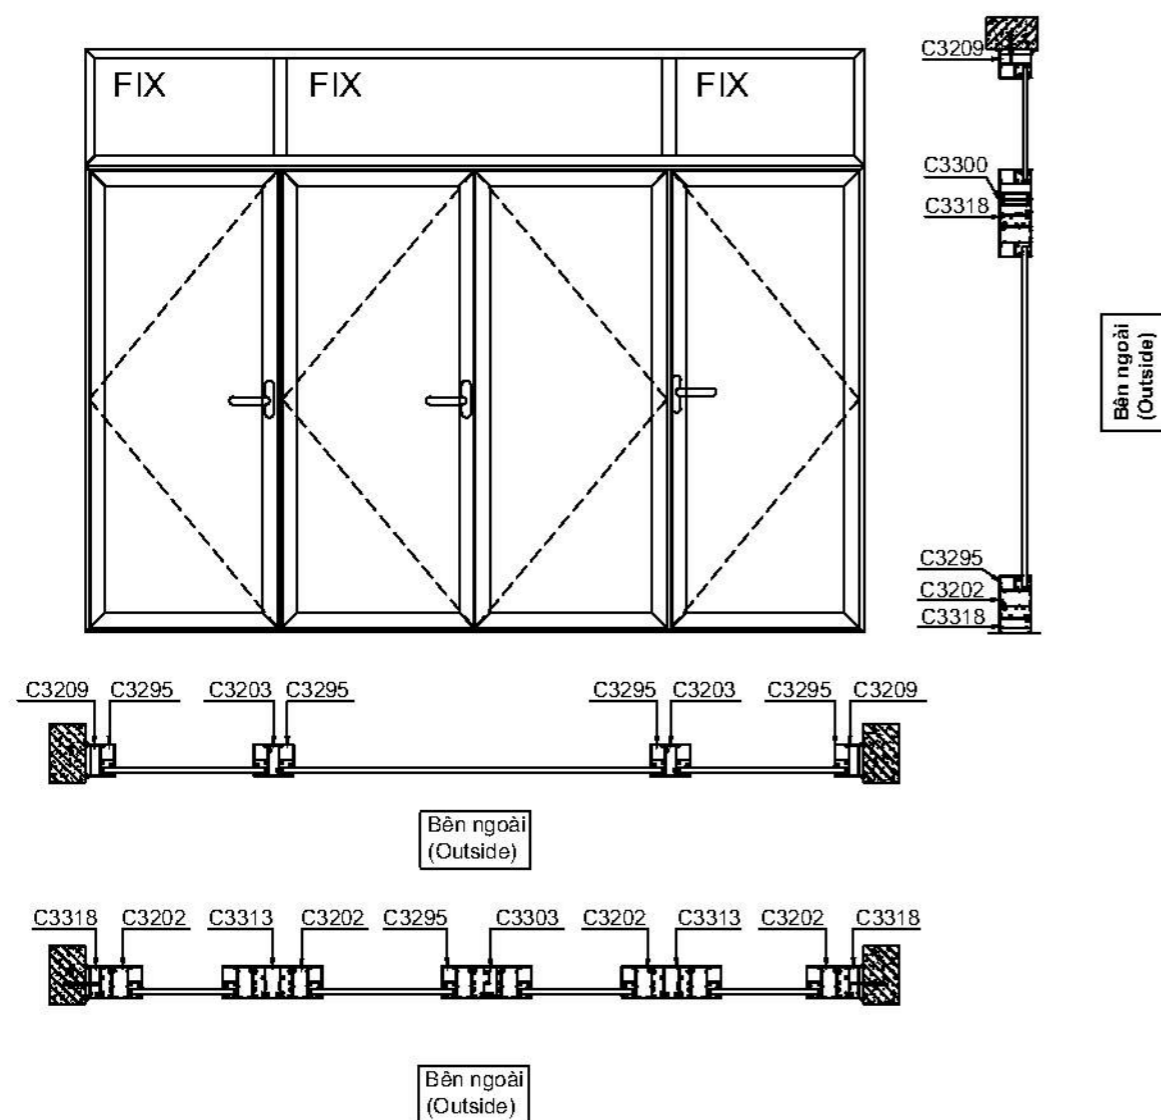 FIX
FIX
FIX
C3209
C3300
C3318
Bên ngoài
(Outside)
C3295
C3202
C3318
C3209 C3295 C3203 C3295 C3295 C3203 C3295 C3209
Bên ngoài
(Outside)
C3318 C3202 C3313 C3202 C3295 C3303 C3202 C3313 C3202 C3318
Bên ngoài
(Outside)